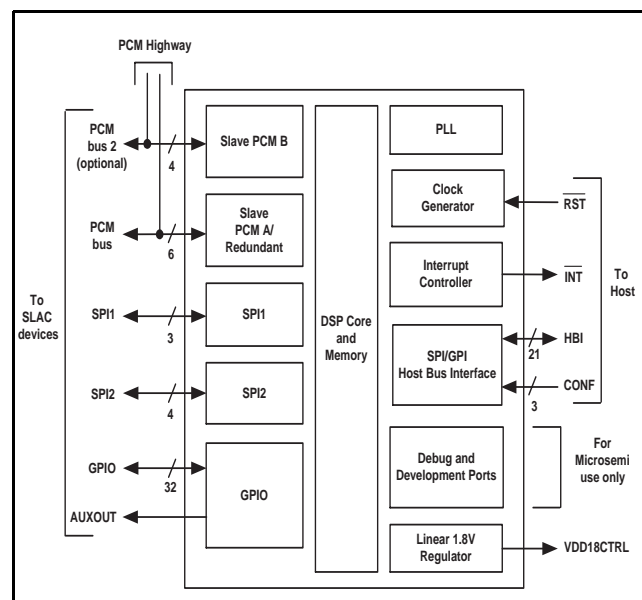 PCM Highway
PCM
bus 2
(optional)
4
Slave PCM B
PLL
PCM
bus
6
Slave
PCM A/
Redundant
Clock
Generator
RST
Interrupt
Controller
INT
To
Host
To
SLAC
devices
SPI1
3
SPI1
DSP Core
and
Memory
SPI/GPI
Host Bus Interface
HBI
21
CONF
3
SPI2
4
SPI2
GPIO
32
GPIO
AUXOUT
Debug and
Development Ports
For
Microsemi
use only
Linear 1.8V
Regulator
VDD18CTRL